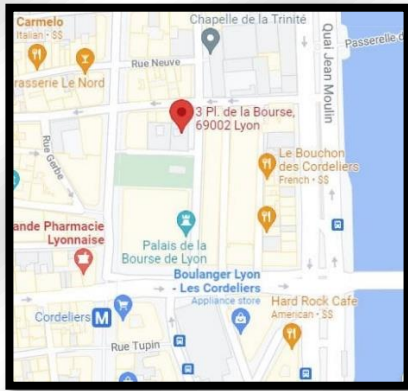 Carmelo
Italian • $$
Chapelle de la Trinité
Passerelle d
Quai Jean Moulin
Rue Neuve
rasserie Le Nord
3 Pl. de la Bourse,
69002 Lyon
Rue Gerbe
Le Bouchon
des Cordeliers
French • $$
ande Pharmacie
Lyonnaise
Palais de la
Bourse de Lyon
Boulanger Lyon
- Les Cordeliers
Appliance store
Hard Rock Cafe
American • $$
Cordeliers M
Rue Tupin